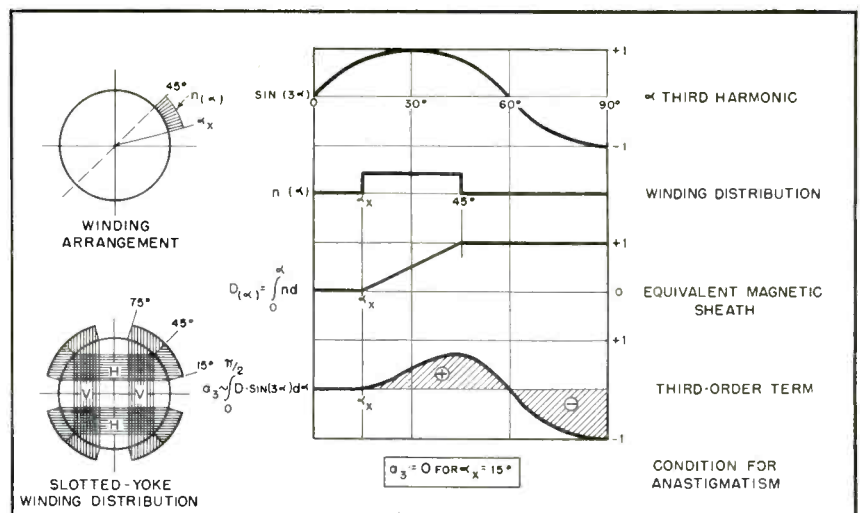 +1
45°
n(α)
αx
SIN (3α)
0
30°
60°
90°
α THIRD HARMONIC
-1
WINDING
ARRANGEMENT
n (α)
αx
45°
WINDING DISTRIBUTION
+1
D(α) = ∫0α nd
αx
0
EQUIVALENT MAGNETIC
SHEATH
75°
45°
15°
H
V
V
H
+1
a3 ~ ∫0π/2 D·SIN(3α)dα
αx
+
−
THIRD-ORDER TERM
-1
SLOTTED-YOKE
WINDING DISTRIBUTION
a3 = 0 FOR αx = 15°
CONDITION FOR
ANASTIGMATISM